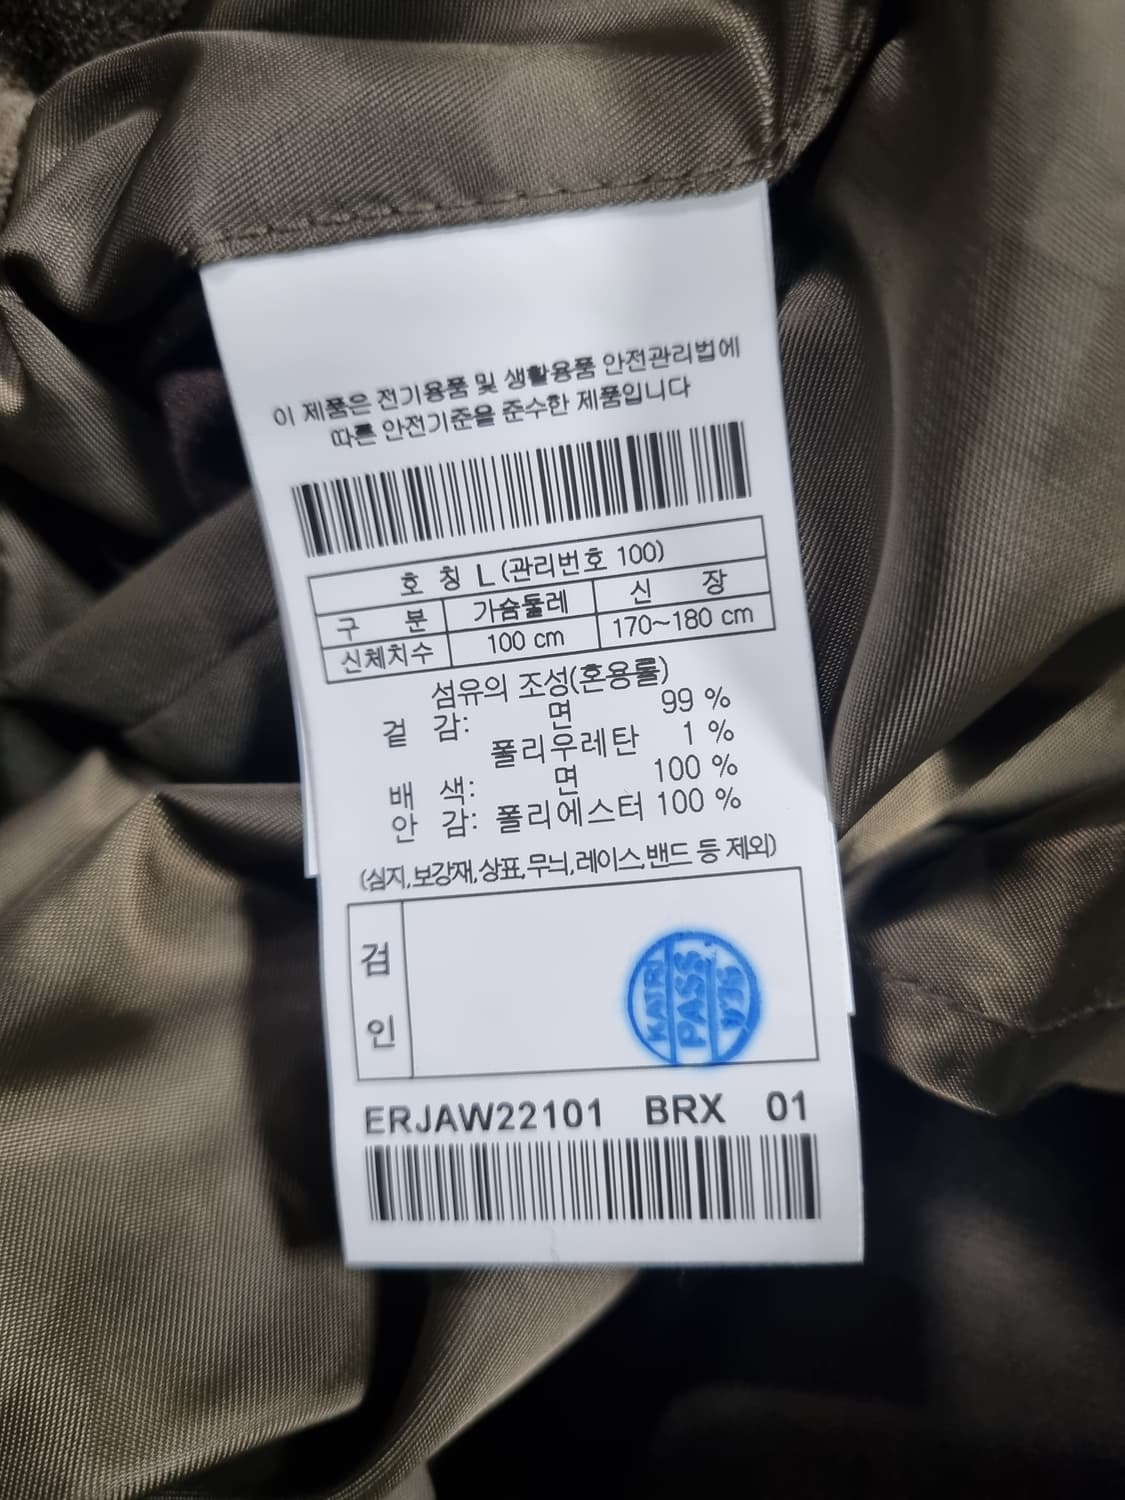 이 제품은 전기용품 및 생활용품 안전관리법에
따른 안전기준을 준수한 제품입니다
호 칭 L (관리번호 100)
구 분 가슴둘레 신 장
신체치수 100 cm 170~180 cm
섬유의 조성(혼용률)
겉 감: 면 99 %
폴리우레탄 1 %
배 색: 면 100 %
안 감: 폴리에스터 100 %
(심지,보강재,상표,무늬,레이스,밴드 등 제외)
검
인
KATRI
PASS
ERJAW22101 BRX 01